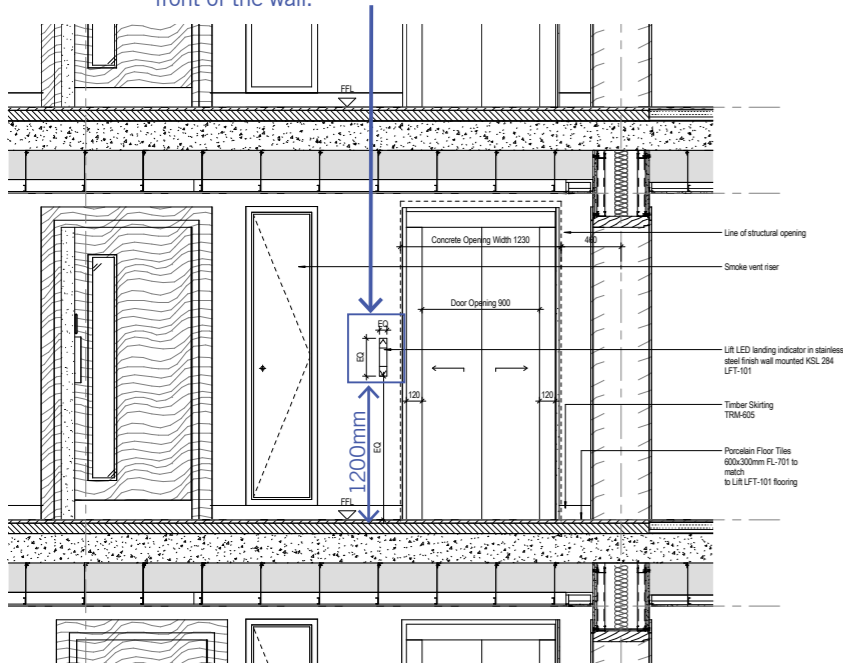 front of the wall.
FFL
Concrete Opening Width 1230
460
Line of structural opening
Smoke vent riser
Door Opening 900
EQ
EQ
Lift LED landing indicator in stainless
steel finish wall mounted KSL 284
LFT-101
120
120
Timber Skirting
TRM-605
1200mm
EQ
Porcelain Floor Tiles
600x300mm FL-701 to
match
to Lift LFT-101 flooring
FFL